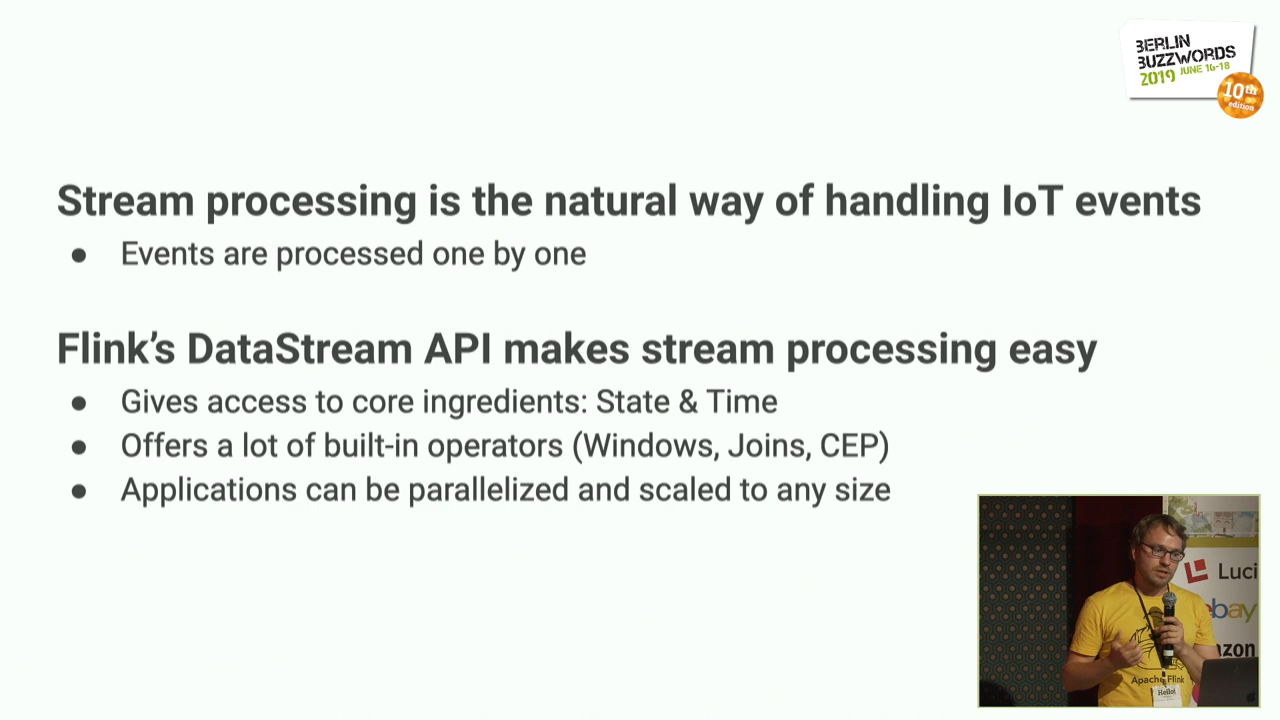 BERLIN
BUZZWORDS
2019 JUNE 16-18
10th
edition
Stream processing is the natural way of handling IoT events
● Events are processed one by one
Flink’s DataStream API makes stream processing easy
● Gives access to core ingredients: State & Time
● Offers a lot of built-in operators (Windows, Joins, CEP)
● Applications can be parallelized and scaled to any size
Luci
ebay
azon
Apache Flink
Hello!